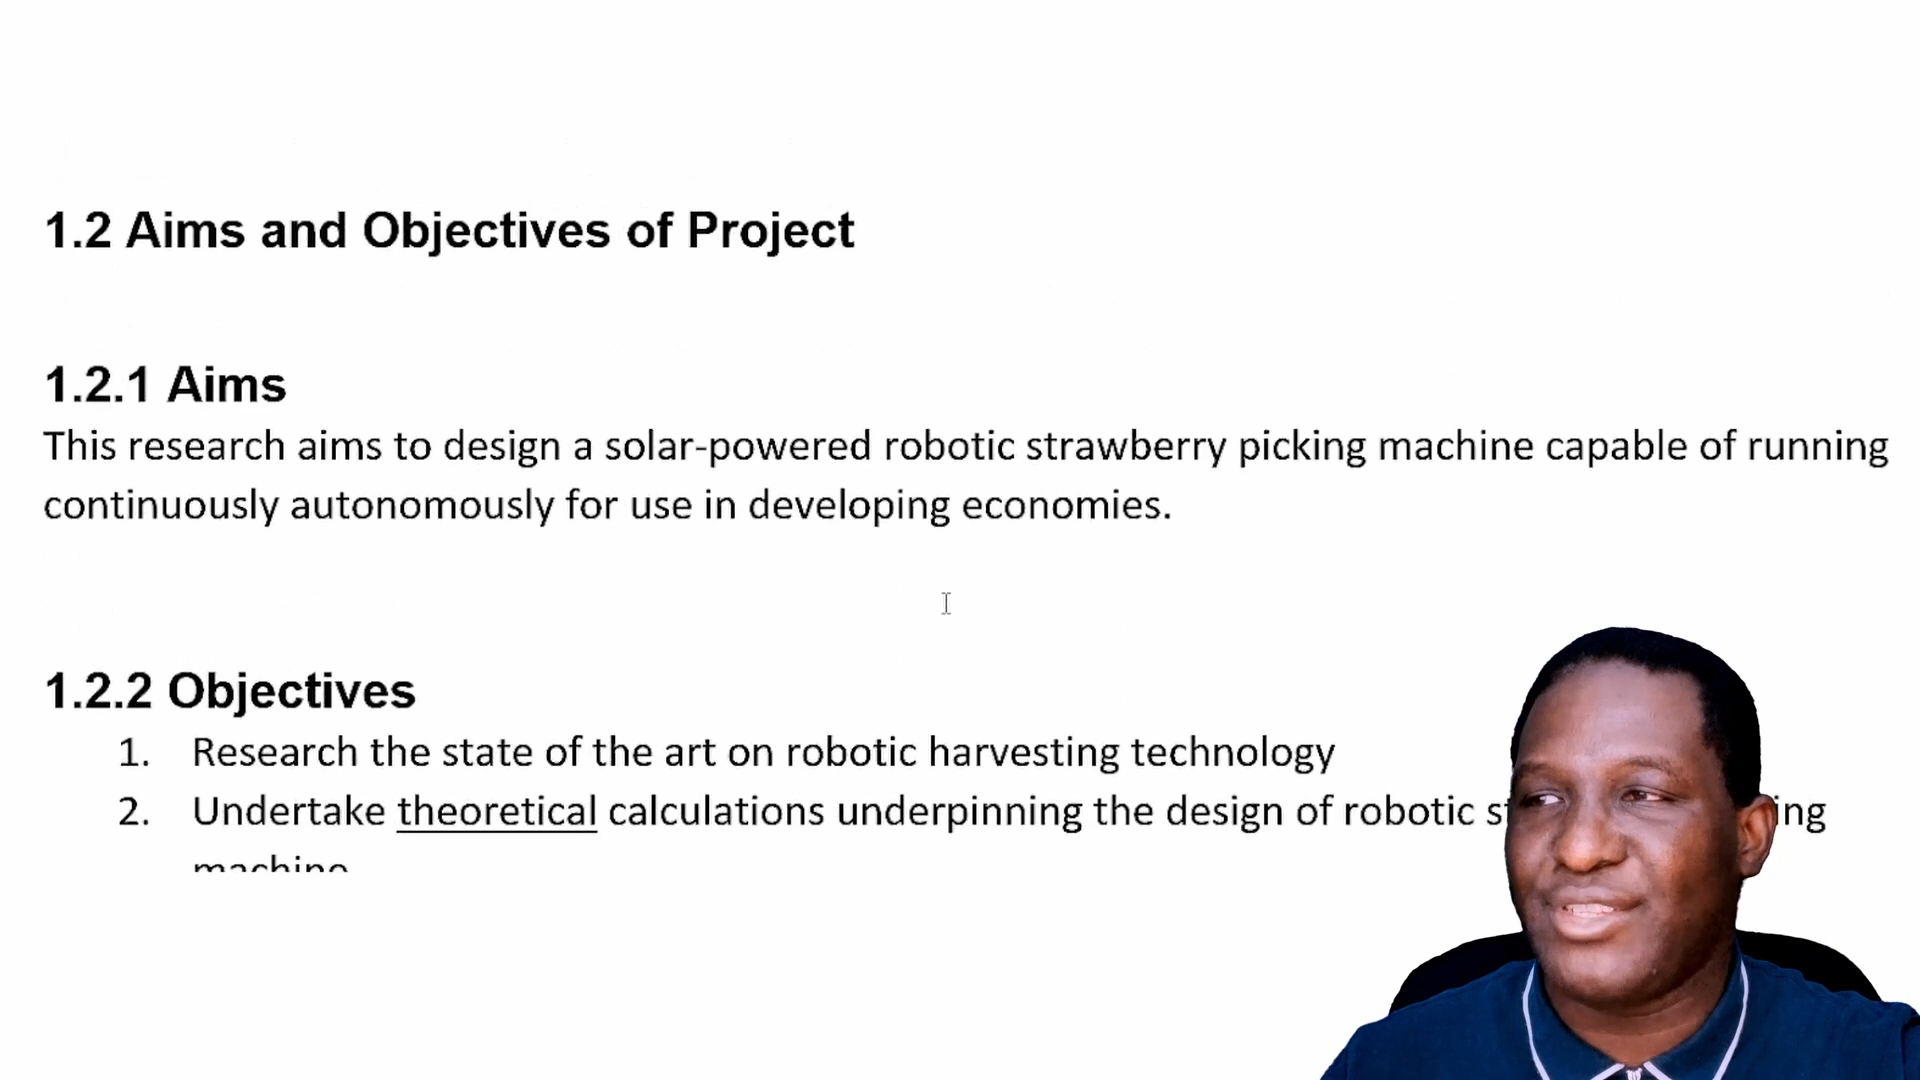 1.2 Aims and Objectives of Project
1.2.1 Aims
This research aims to design a solar-powered robotic strawberry picking machine capable of running
continuously autonomously for use in developing economies.
1.2.2 Objectives
1. Research the state of the art on robotic harvesting technology
2. Undertake theoretical calculations underpinning the design of robotic
machine